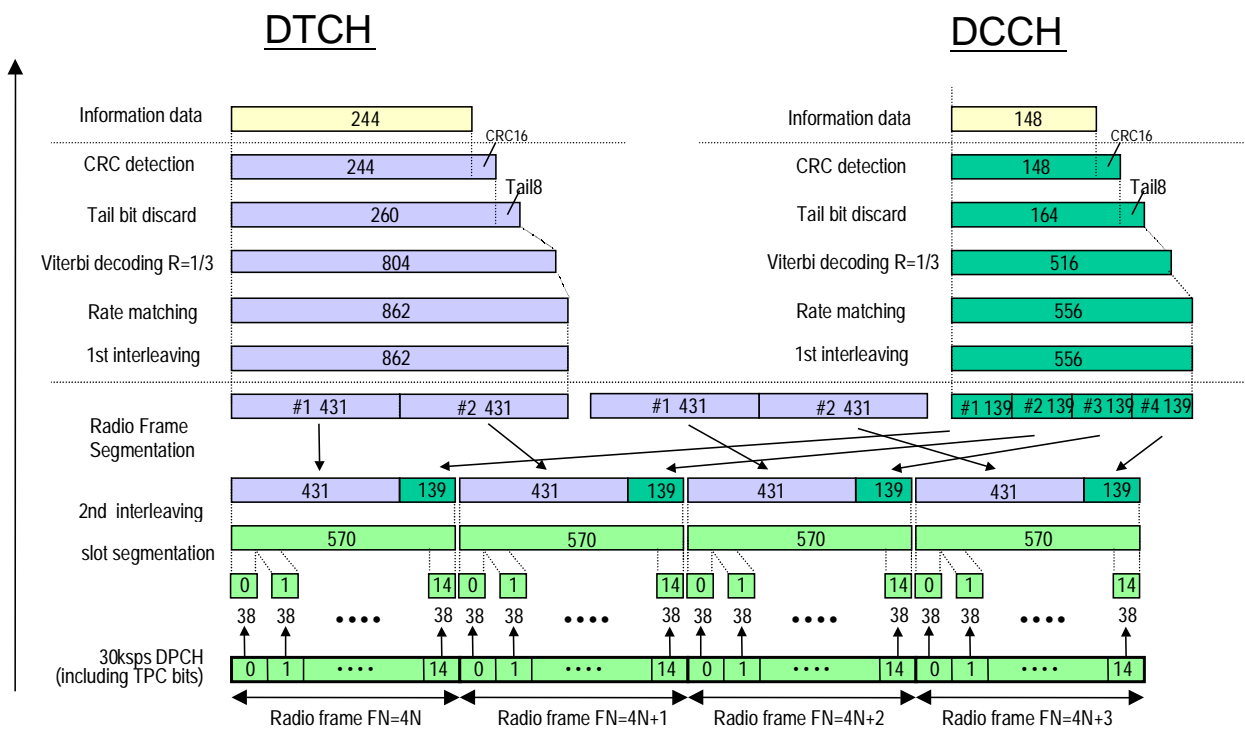 DTCH DCCH
Information data 244 Information data 148
CRC16 CRC16
CRC detection 244 CRC detection 148
Tail8 Tail8
Tail bit discard 260 Tail bit discard 164
Viterbi decoding R=1/3 804 Viterbi decoding R=1/3 516
Rate matching 862 Rate matching 556
1st interleaving 862 1st interleaving 556
#1 431 #2 431 #1 431 #2 431 #1 139 #2 139 #3 139 #4 139
Radio Frame
Segmentation
431 139 431 139 431 139 431 139
2nd interleaving
slot segmentation 570 570 570 570
0 1 14 0 1 14 0 1 14 0 1 14
38 38 •••• 38 38 38 •••• 38 38 38 •••• 38 38 38 •••• 38
30ksps DPCH
(including TPC bits)
0 1 •••• 14 0 1 •••• 14 0 1 •••• 14 0 1 •••• 14
Radio frame FN=4N Radio frame FN=4N+1 Radio frame FN=4N+2 Radio frame FN=4N+3